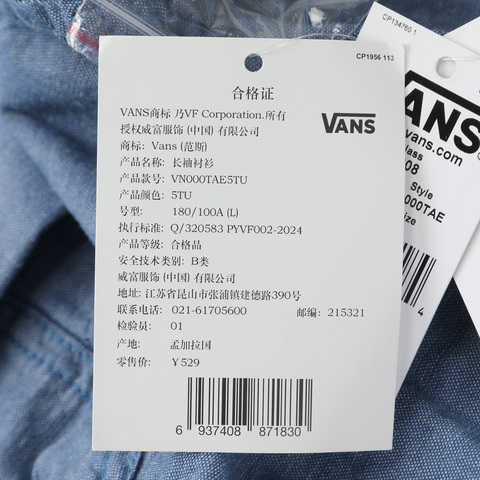 CP1956 113
合格证
VANS商标 乃VF Corporation.所有
授权威富服饰 (中国) 有限公司
VANS
商标: Vans (范斯)
产品名称: 长袖衬衫
产品款号: VN000TAE5TU
产品颜色: 5TU
号型: 180/100A (L)
执行标准: Q/320583 PYVF002-2024
产品等级: 合格品
安全技术类别: B类
威富服饰 (中国) 有限公司
地址: 江苏省昆山市张浦镇建德路390号
联系电话: 021-61705600 邮编: 215321
检验员: 01
产地: 孟加拉国
零售价: ¥529
6 937408 871830
CP134760 1
VANS
vans.com
08
Style
000TAE
4